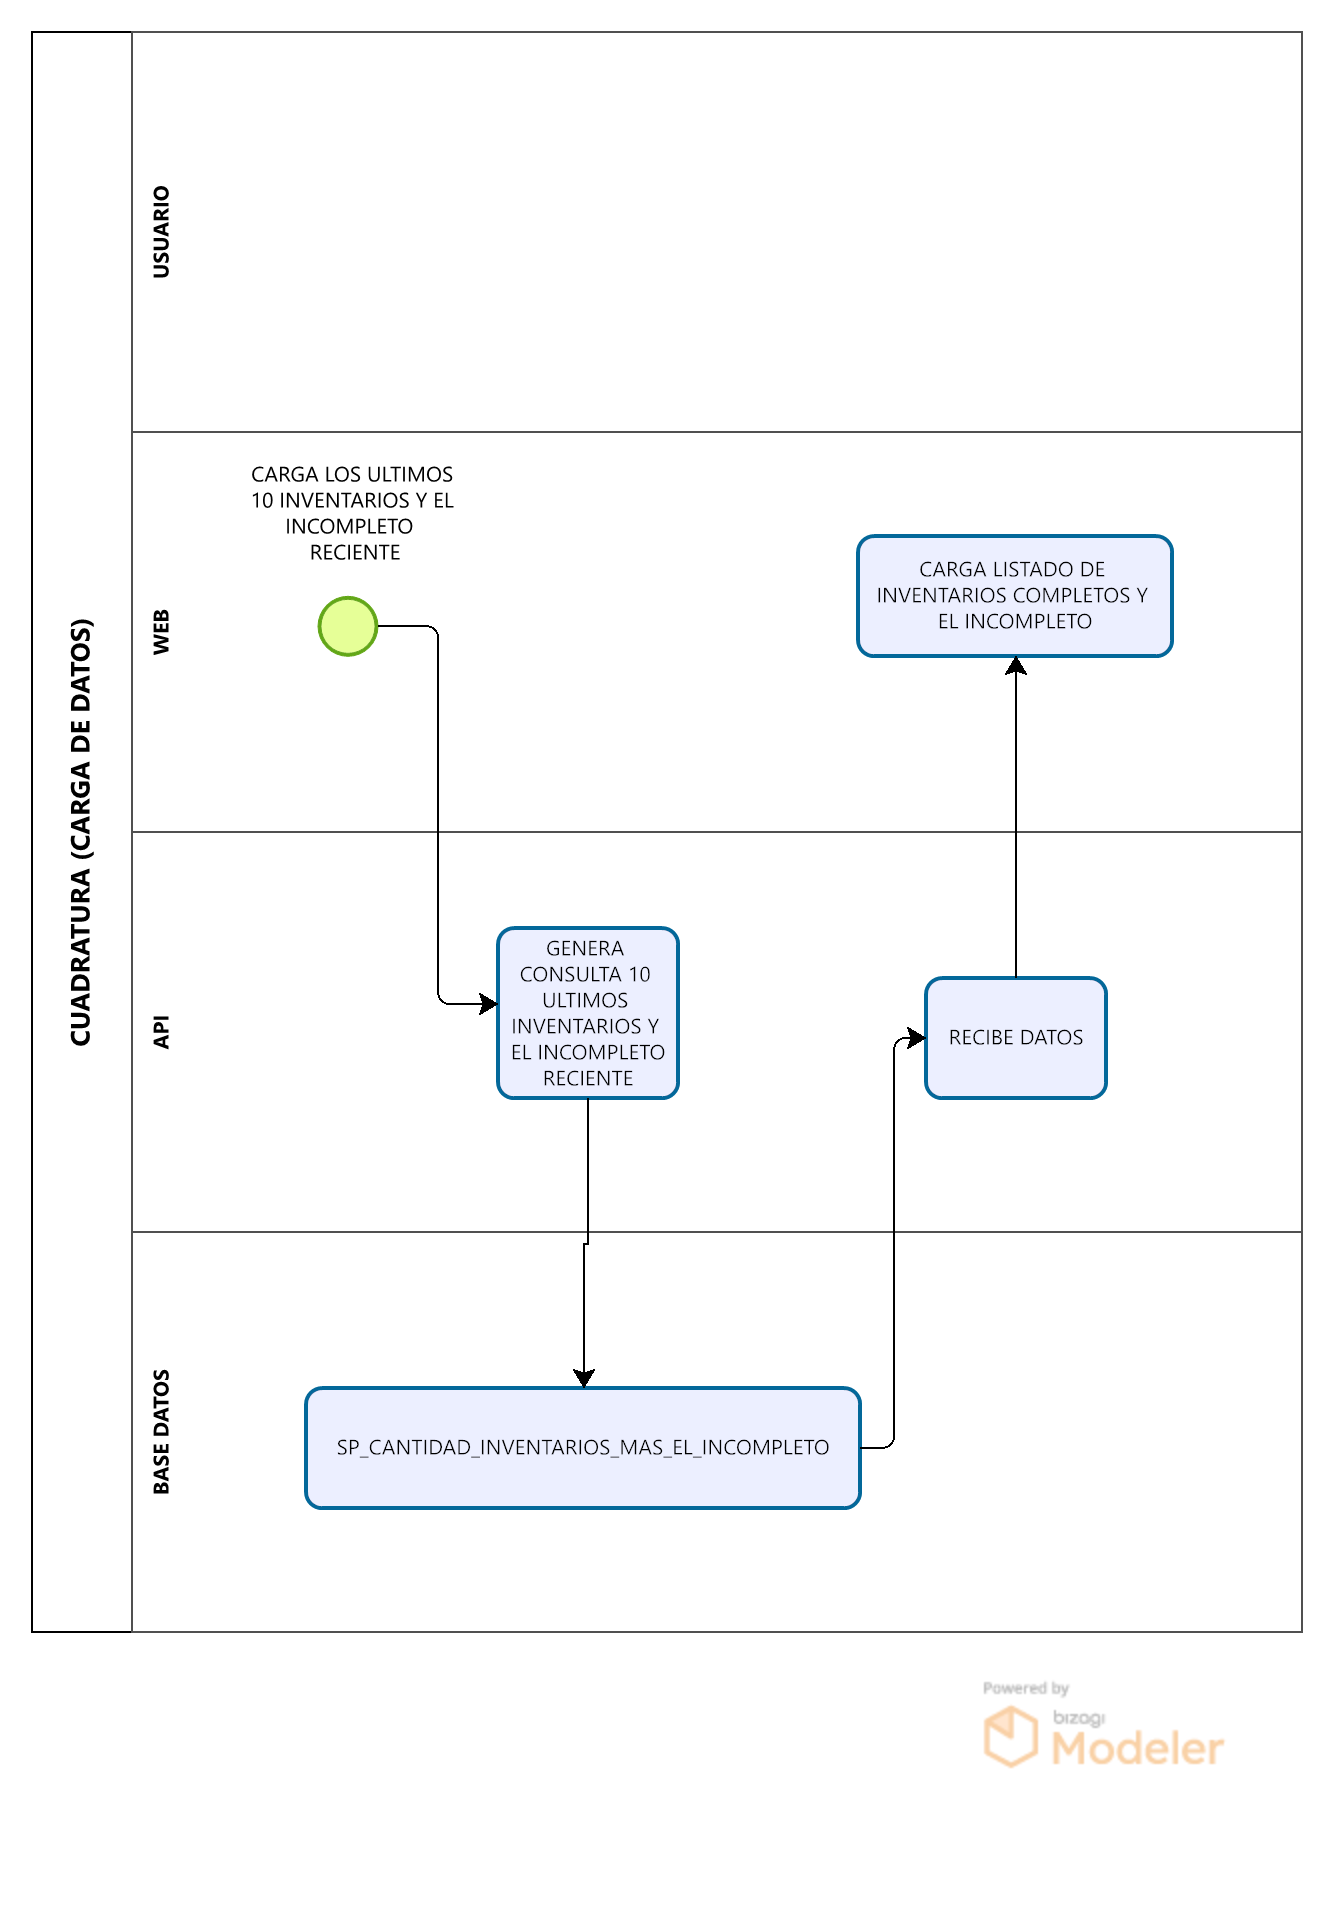 CUADRATURA (CARGA DE DATOS)
USUARIO
WEB
CARGA LOS ULTIMOS
10 INVENTARIOS Y EL
INCOMPLETO
RECIENTE
CARGA LISTADO DE
INVENTARIOS COMPLETOS Y
EL INCOMPLETO
API
GENERA
CONSULTA 10
ULTIMOS
INVENTARIOS Y
EL INCOMPLETO
RECIENTE
RECIBE DATOS
BASE DATOS
SP_CANTIDAD_INVENTARIOS_MAS_EL_INCOMPLETO
Powered by
bizagi
Modeler